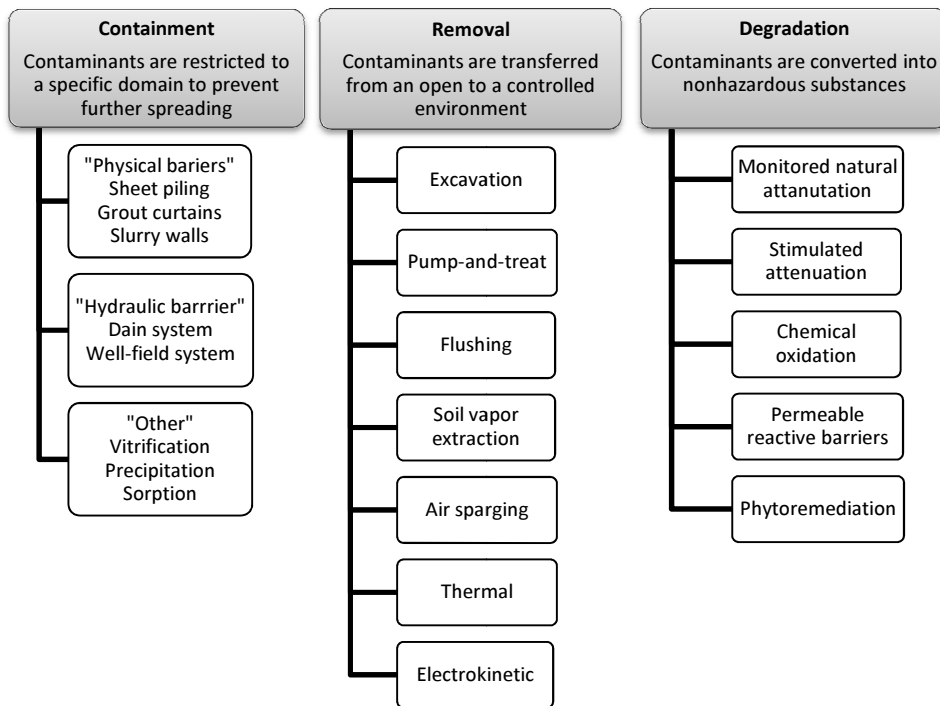 Containment
Contaminants are restricted to
a specific domain to prevent
further spreading
"Physical bariers"
Sheet piling
Grout curtains
Slurry walls
"Hydraulic barrrier"
Dain system
Well-field system
"Other"
Vitrification
Precipitation
Sorption
Removal
Contaminants are transferred
from an open to a controlled
environment
Excavation
Pump-and-treat
Flushing
Soil vapor
extraction
Air sparging
Thermal
Electrokinetic
Degradation
Contaminants are converted into
nonhazardous substances
Monitored natural
attanutation
Stimulated
attenuation
Chemical
oxidation
Permeable
reactive barriers
Phytoremediation